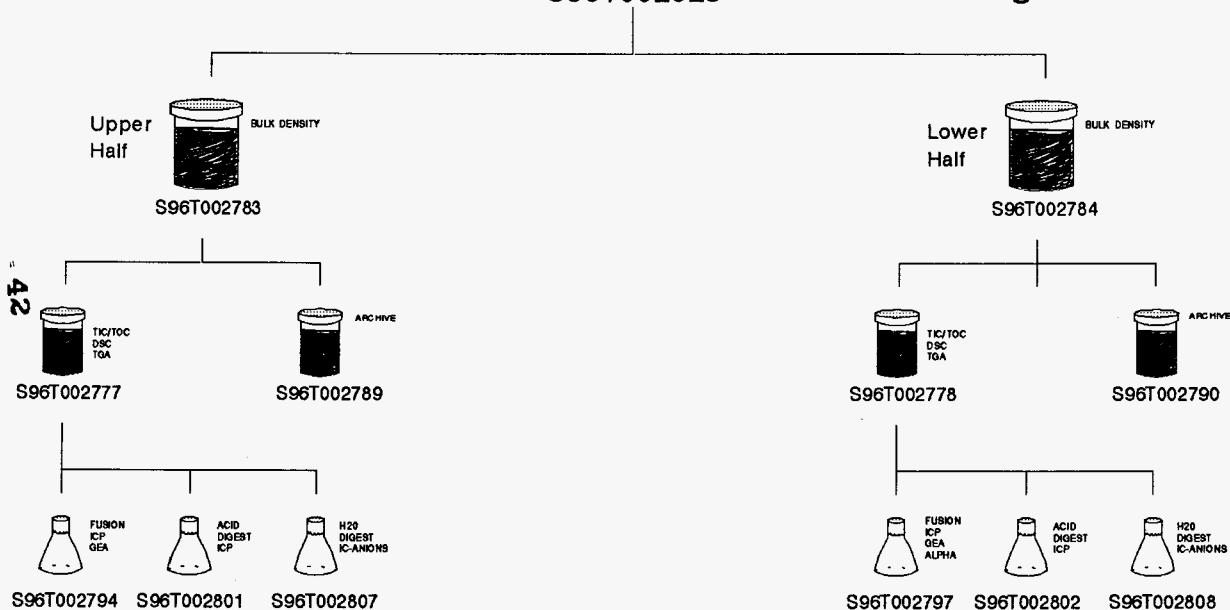 Upper
Half
BULK DENSITY
S96T002783
Lower
Half
BULK DENSITY
S96T002784
42
TIC/TOC
DSC
TGA
S96T002777
ARCHIVE
S96T002789
TIC/TOC
DSC
TGA
S96T002778
ARCHIVE
S96T002790
FUSION
ICP
GEA
S96T002794
ACID
DIGEST
ICP
S96T002801
H20
DIGEST
IC-ANIONS
S96T002807
FUSION
ICP
GEA
ALPHA
S96T002797
ACID
DIGEST
ICP
S96T002802
H20
DIGEST
IC-ANIONS
S96T002808